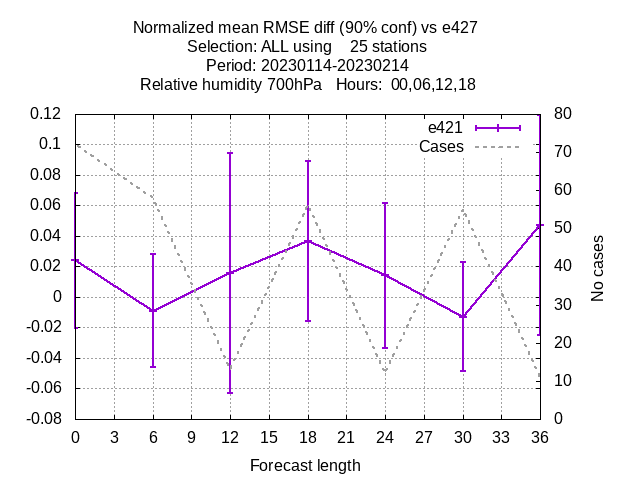 Normalized mean RMSE diff (90% conf) vs e427
Selection: ALL using    25 stations
Period: 20230114-20230214
Relative humidity 700hPa   Hours:  00,06,12,18
0.12
0.1
0.08
0.06
0.04
0.02
0
-0.02
-0.04
-0.06
-0.08
e421
Cases
80
70
60
50
40
30
20
10
0
No cases
0 3 6 9 12 15 18 21 24 27 30 33 36
Forecast length